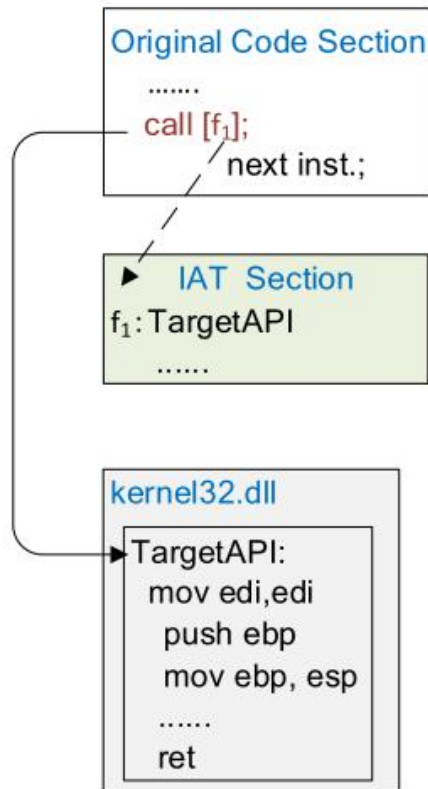 Original Code Section
.......
call [f₁];
next inst.;
IAT Section
f₁: TargetAPI
......
kernel32.dll
TargetAPI:
mov edi,edi
push ebp
mov ebp, esp
......
ret